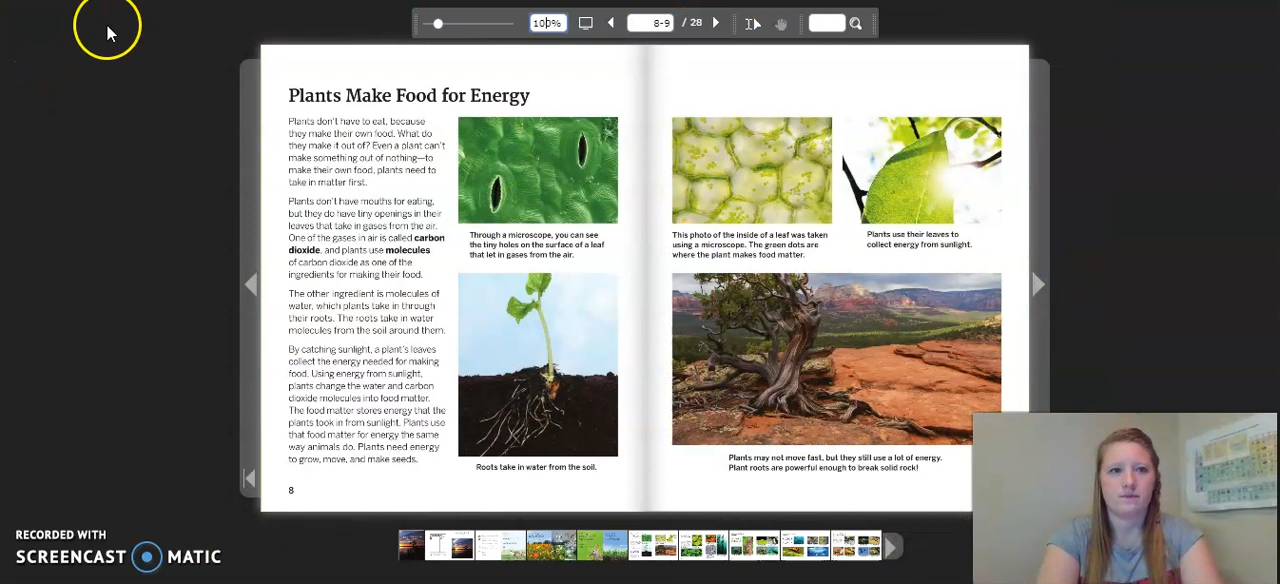 100%
8-9 / 28
Plants Make Food for Energy
Plants don't have to eat, because
they make their own food. What do
they make it out of? Even a plant can't
make something out of nothing—to
make their own food, plants need to
take in matter first.
Plants don't have mouths for eating,
but they do have tiny openings in their
leaves that take in gases from the air.
One of the gases in air is called carbon
dioxide, and plants use molecules
of carbon dioxide as one of the
ingredients for making their food.
The other ingredient is molecules of
water, which plants take in through
their roots. The roots take in water
molecules from the soil around them.
By catching sunlight, a plant's leaves
collect the energy needed for making
food. Using energy from sunlight,
plants change the water and carbon
dioxide molecules into food matter.
The food matter stores energy that the
plants took in from sunlight. Plants use
that food matter for energy the same
way animals do. Plants need energy
to grow, move, and make seeds.
8
Through a microscope, you can see
the tiny holes on the surface of a leaf
that let in gases from the air.
Roots take in water from the soil.
This photo of the inside of a leaf was taken
using a microscope. The green dots are
where the plant makes food matter.
Plants use their leaves to
collect energy from sunlight.
Plants may not move fast, but they still use a lot of energy.
Plant roots are powerful enough to break solid rock!
RECORDED WITH
SCREENCAST MATIC